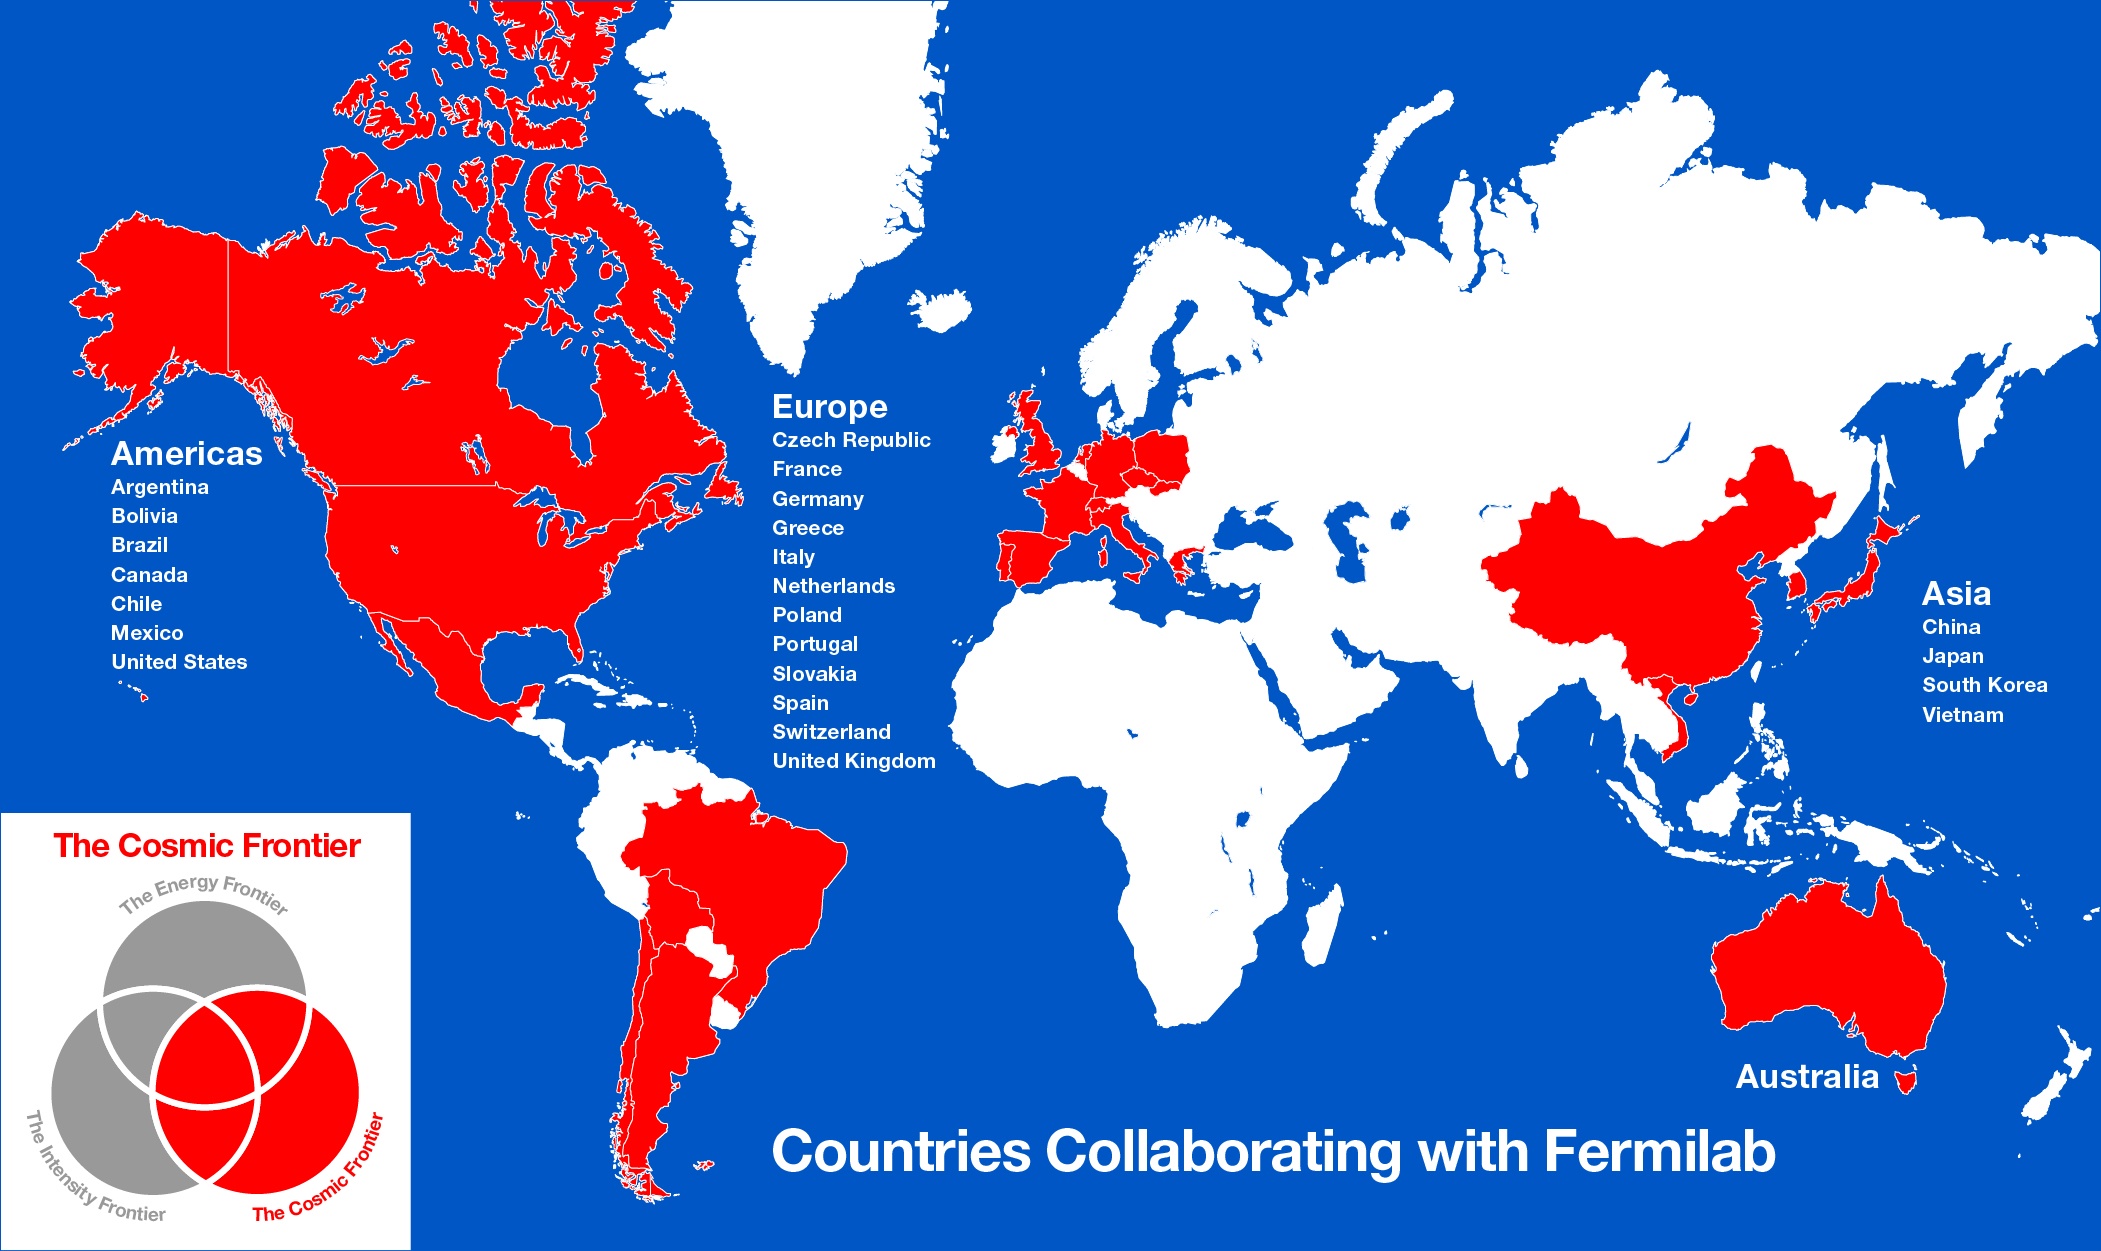 Americas
Argentina
Bolivia
Brazil
Canada
Chile
Mexico
United States
Europe
Czech Republic
France
Germany
Greece
Italy
Netherlands
Poland
Portugal
Slovakia
Spain
Switzerland
United Kingdom
Asia
China
Japan
South Korea
Vietnam
Australia
The Cosmic Frontier
The Energy Frontier
The Intensity Frontier
The Cosmic Frontier
Countries Collaborating with Fermilab